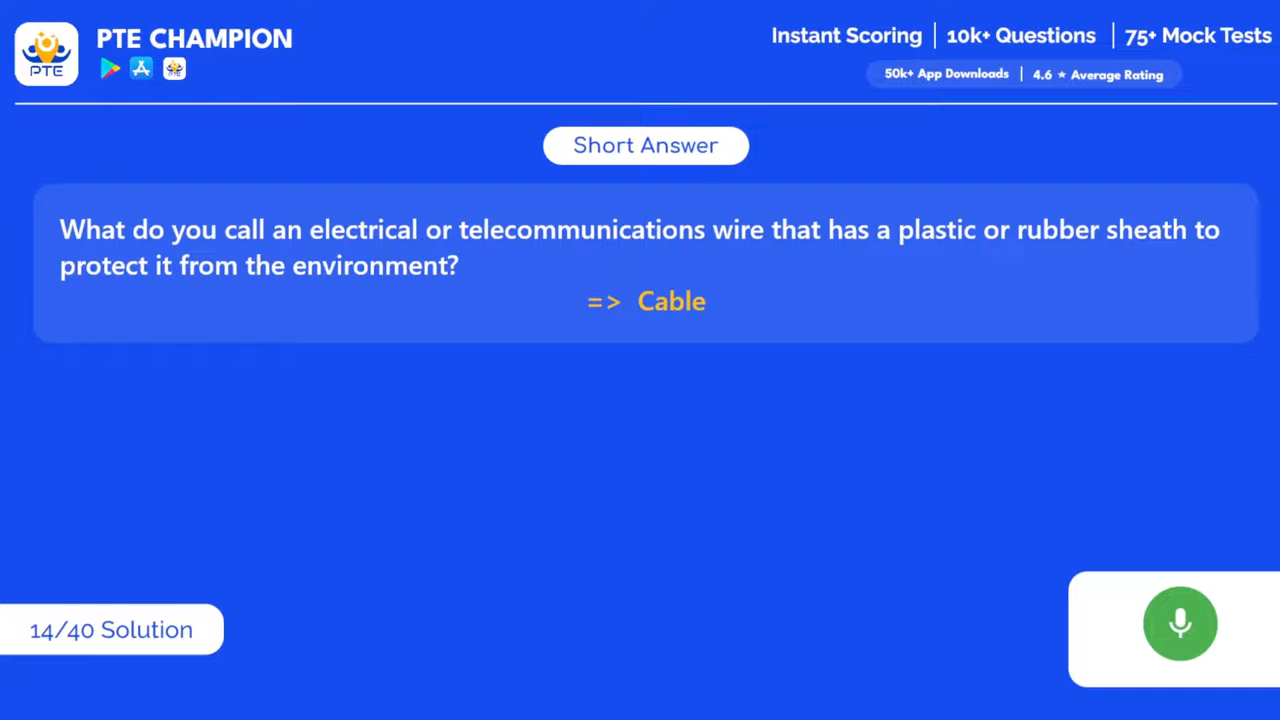 PTE CHAMPION
PTE
Instant Scoring | 10k+ Questions | 75+ Mock Tests
50k+ App Downloads | 4.6 ★ Average Rating
Short Answer
What do you call an electrical or telecommunications wire that has a plastic or rubber sheath to
protect it from the environment?
=> Cable
14/40 Solution